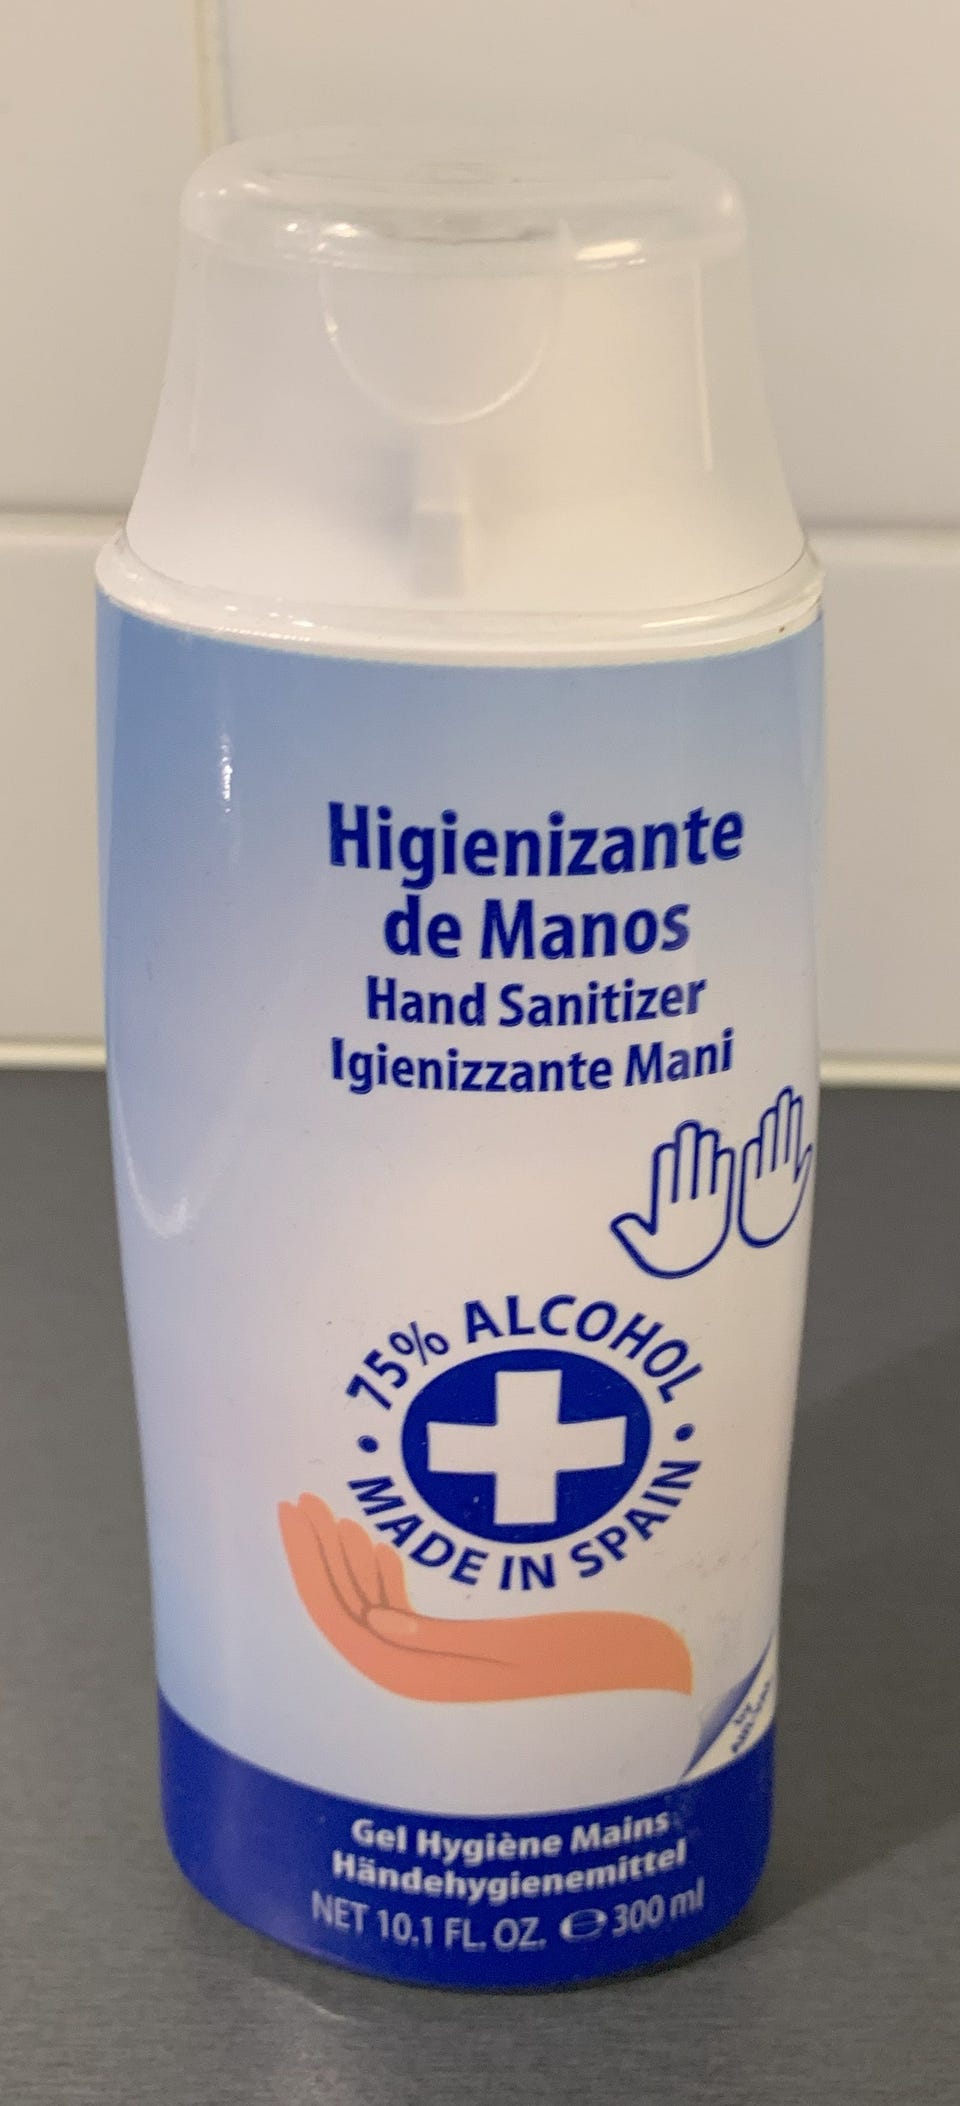 Higienizante
de Manos
Hand Sanitizer
Igienizzante Mani
75% ALCOHOL
• MADE IN SPAIN •
by
Gel Hygiène Mains
Händehygienemittel
NET 10.1 FL. OZ. ℮ 300 ml